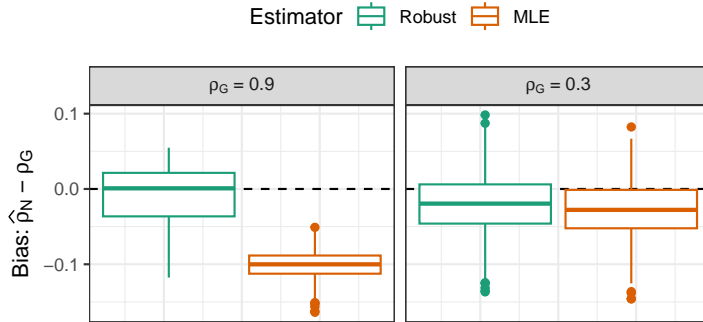 Estimator Robust MLE
ρG = 0.9 ρG = 0.3
0.1
0.0
−0.1
Bias: ρ̂N − ρG